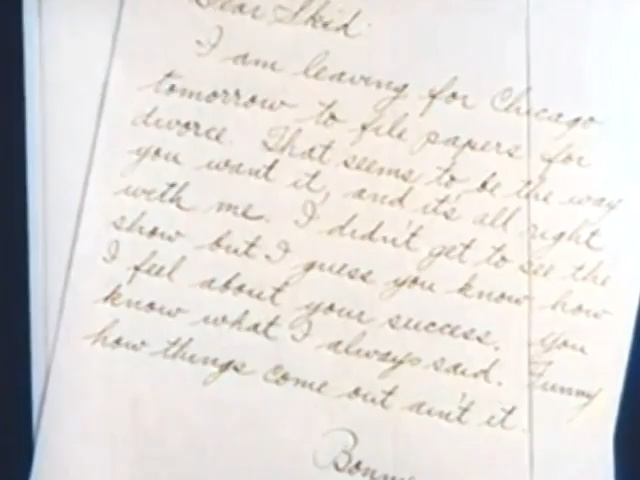 Dear Skid:
I am leaving for Chicago
tomorrow to file papers for
divorce. That seems to be the way
you want it, and it's all right
with me. I didn't get to see the
show but I guess you know how
I feel about your success. You
know what I always said. Funny
how things come out ain't it.
Bonny